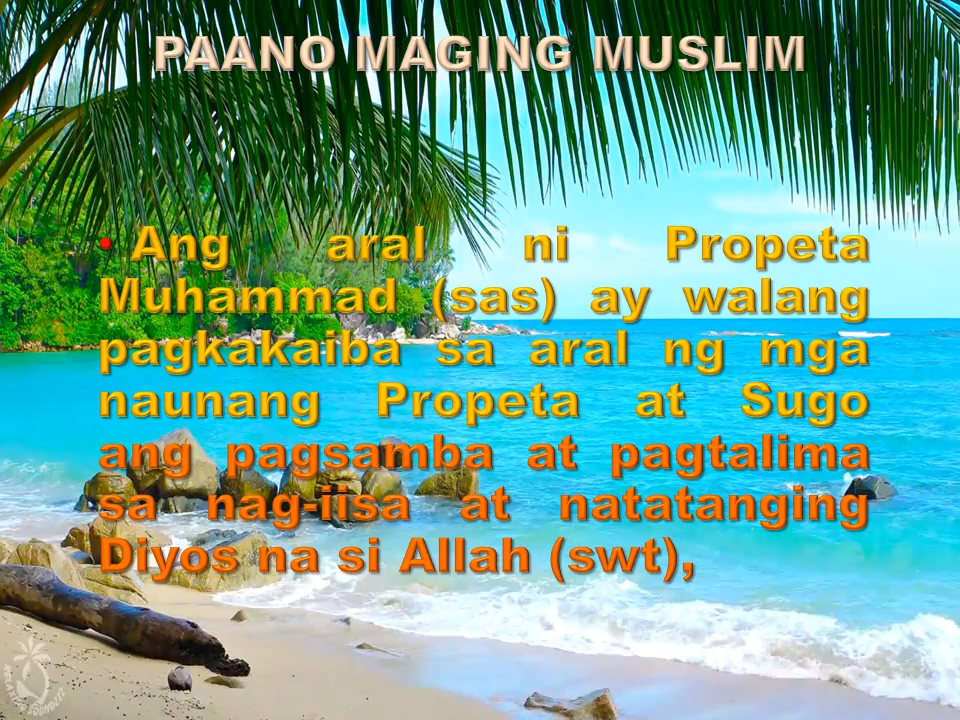 PAANO MAGING MUSLIM
• Ang aral ni Propeta
Muhammad (sas) ay walang
pagkakaiba sa aral ng mga
naunang Propeta at Sugo
ang pagsamba at pagtalima
sa nag-iisa at natatanging
Diyos na si Allah (swt),